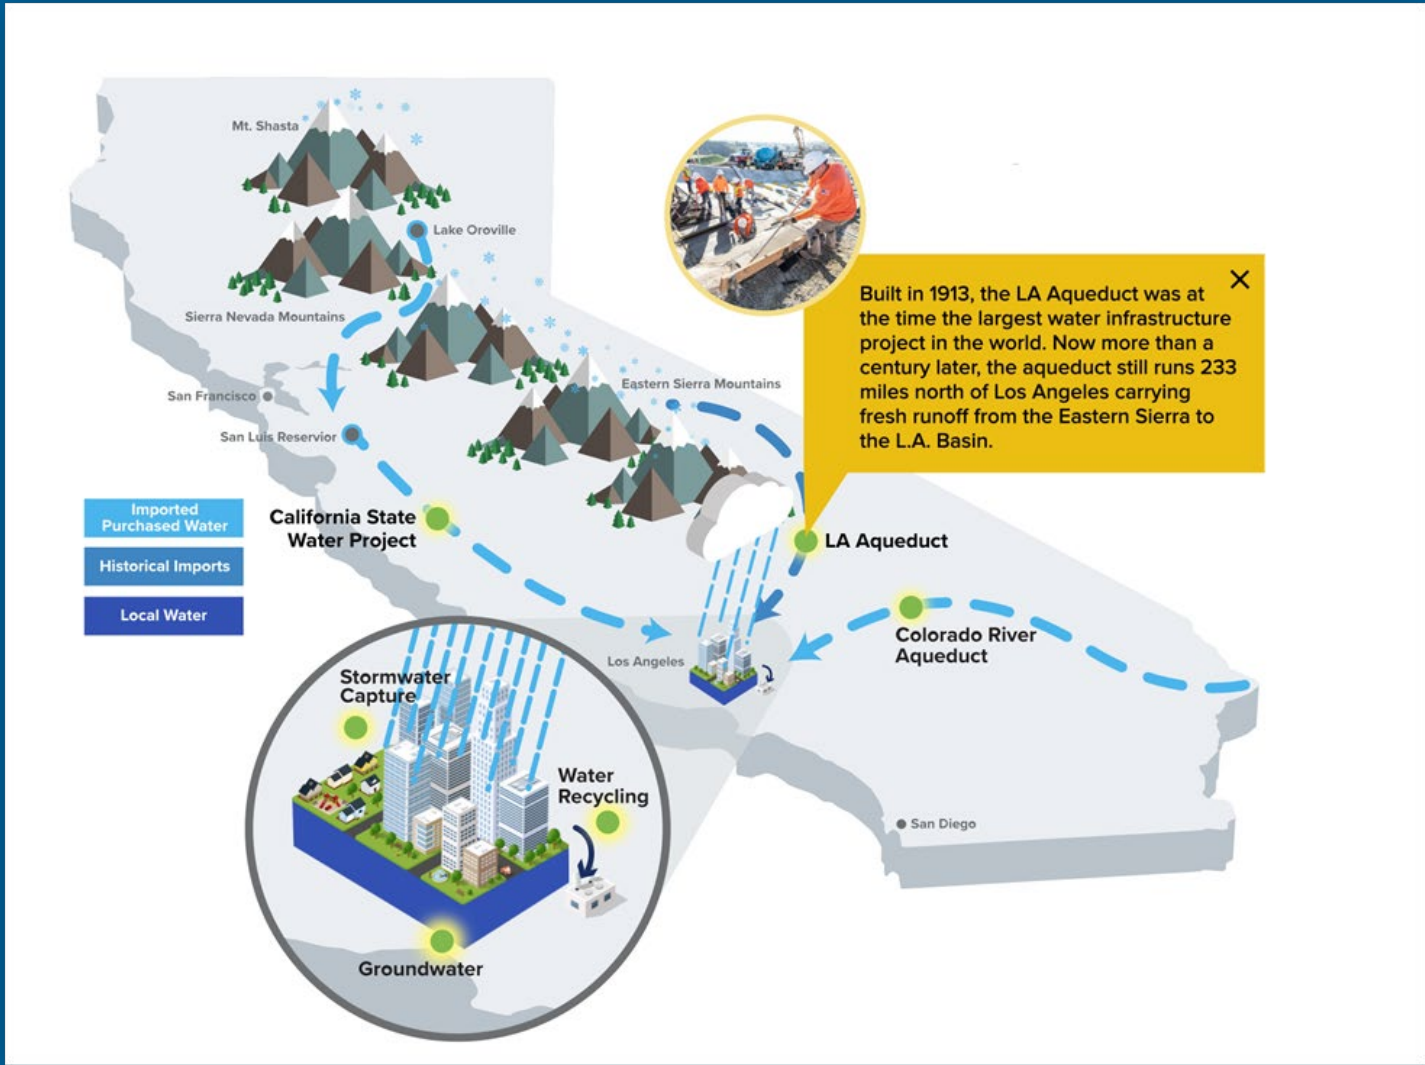 Mt. Shasta
Lake Oroville
Sierra Nevada Mountains
San Francisco
San Luis Reservior
Eastern Sierra Mountains
Built in 1913, the LA Aqueduct was at
the time the largest water infrastructure
project in the world. Now more than a
century later, the aqueduct still runs 233
miles north of Los Angeles carrying
fresh runoff from the Eastern Sierra to
the L.A. Basin.
Imported
Purchased Water
Historical Imports
Local Water
California State
Water Project
LA Aqueduct
Colorado River
Aqueduct
Los Angeles
Stormwater
Capture
Water
Recycling
Groundwater
San Diego